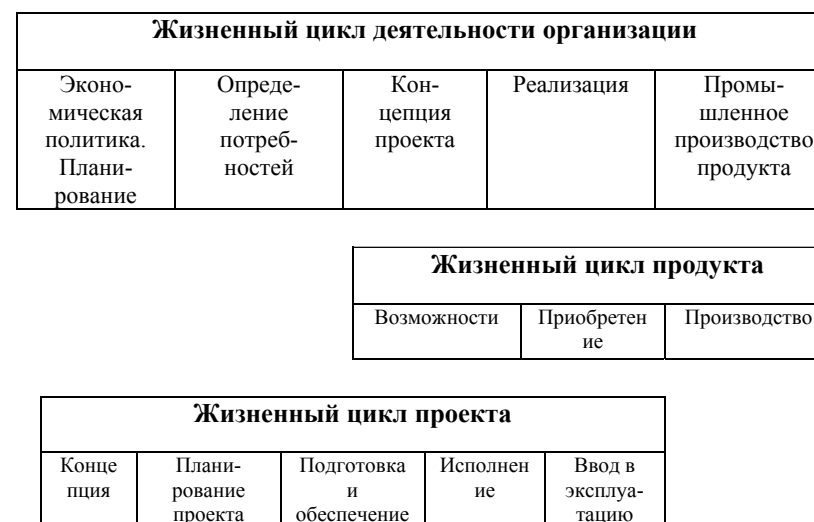 Жизненный цикл деятельности организации
Эконо-
мическая
политика.
Плани-
рование
Опреде-
ление
потреб-
ностей
Кон-
цепция
проекта
Реализация
Промы-
шленное
производство
продукта
Жизненный цикл продукта
Возможности
Приобретен
ие
Производство
Жизненный цикл проекта
Конце
пция
Плани-
рование
проекта
Подготовка
и
обеспечение
Исполнен
ие
Ввод в
эксплуа-
тацию